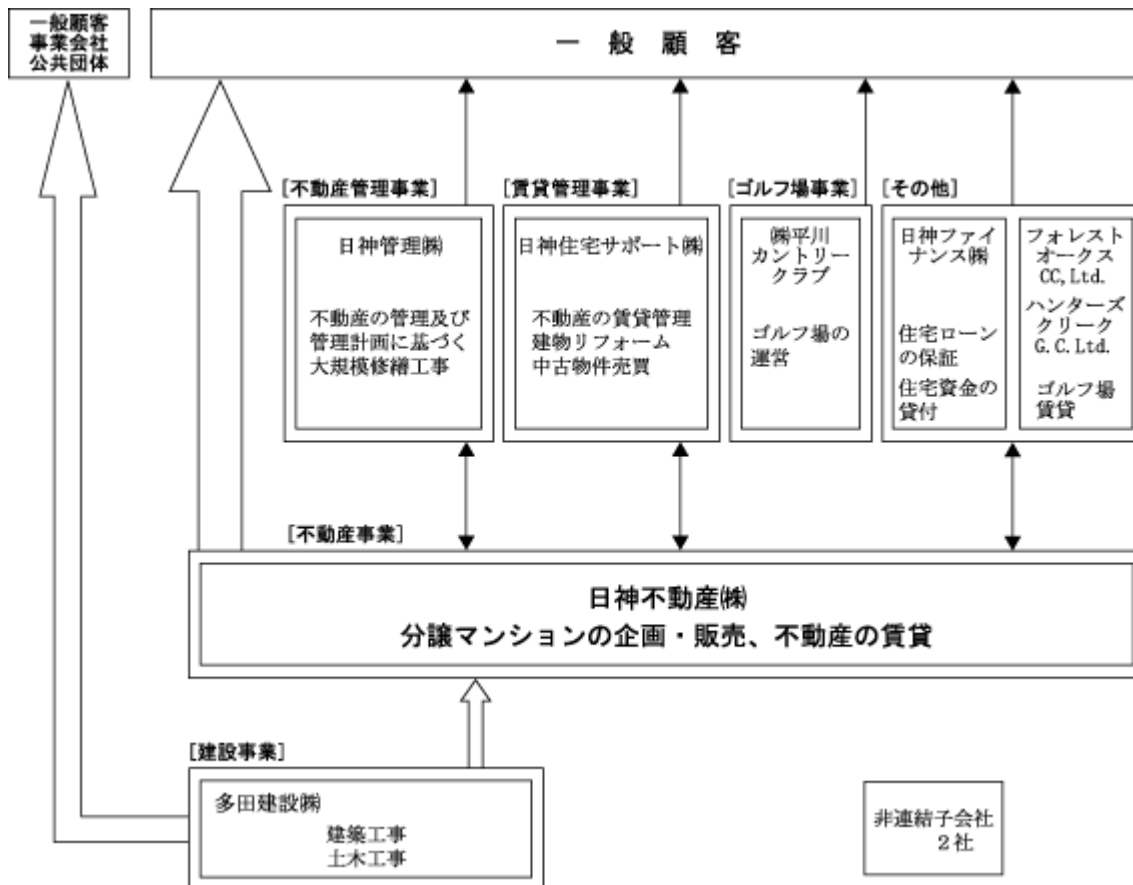 一般顧客
事業会社
公共団体
一般顧客
[不動産管理事業]
日神管理㈱
不動産の管理及び
管理計画に基づく
大規模修繕工事
[賃貸管理事業]
日神住宅サポート㈱
不動産の賃貸管理
建物リフォーム
中古物件売買
[ゴルフ場事業]
㈱平川
カントリー
クラブ
ゴルフ場の
運営
[その他]
日神ファイ
ナンス㈱
住宅ローン
の保証
住宅資金の
貸付
フォレスト
オークス
CC, Ltd.
ハンターズ
クリーク
G. C. Ltd.
ゴルフ場
賃貸
[不動産事業]
日神不動産㈱
分譲マンションの企画・販売、不動産の賃貸
[建設事業]
多田建設㈱
建築工事
土木工事
非連結子会社
２社